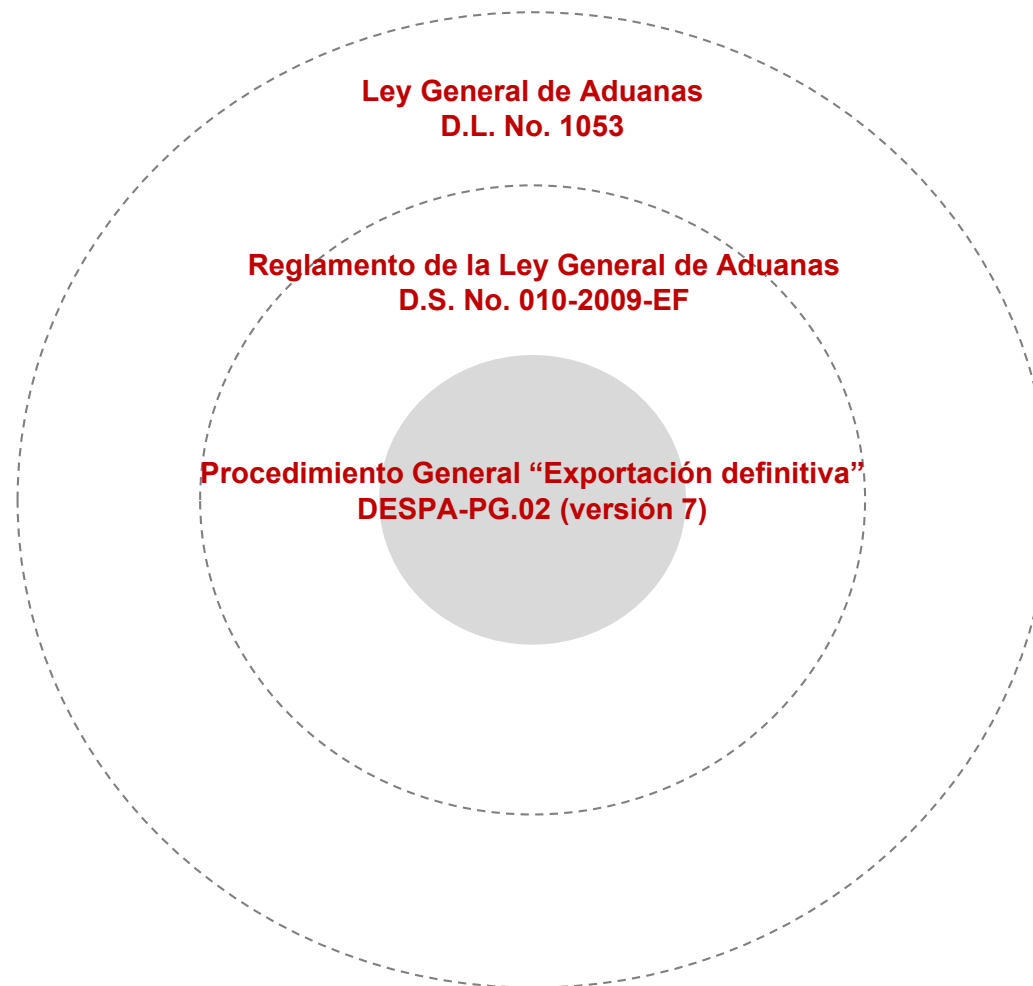 Ley General de Aduanas
D.L. No. 1053
Reglamento de la Ley General de Aduanas
D.S. No. 010-2009-EF
Procedimiento General “Exportación definitiva”
DESPA-PG.02 (versión 7)